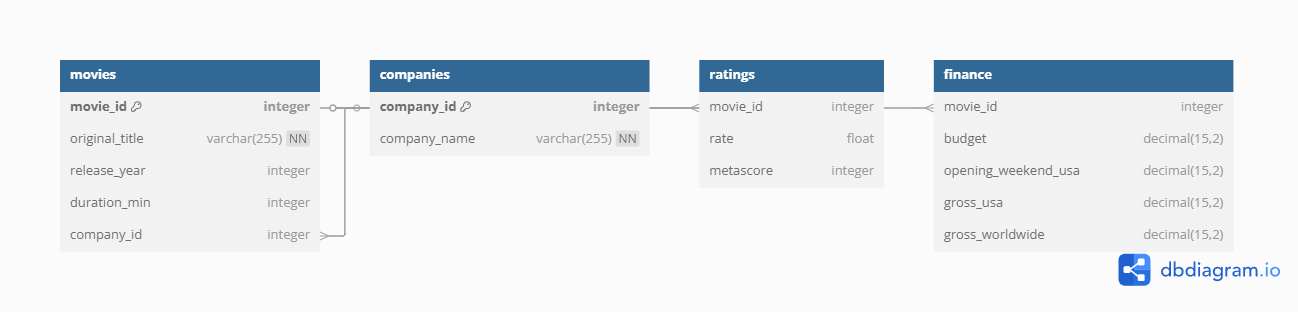 movies
movie_id integer
original_title varchar(255) NN
release_year integer
duration_min integer
company_id integer
companies
company_id integer
company_name varchar(255) NN
ratings
movie_id integer
rate float
metascore integer
finance
movie_id integer
budget decimal(15,2)
opening_weekend_usa decimal(15,2)
gross_usa decimal(15,2)
gross_worldwide decimal(15,2)
dbdiagram.io